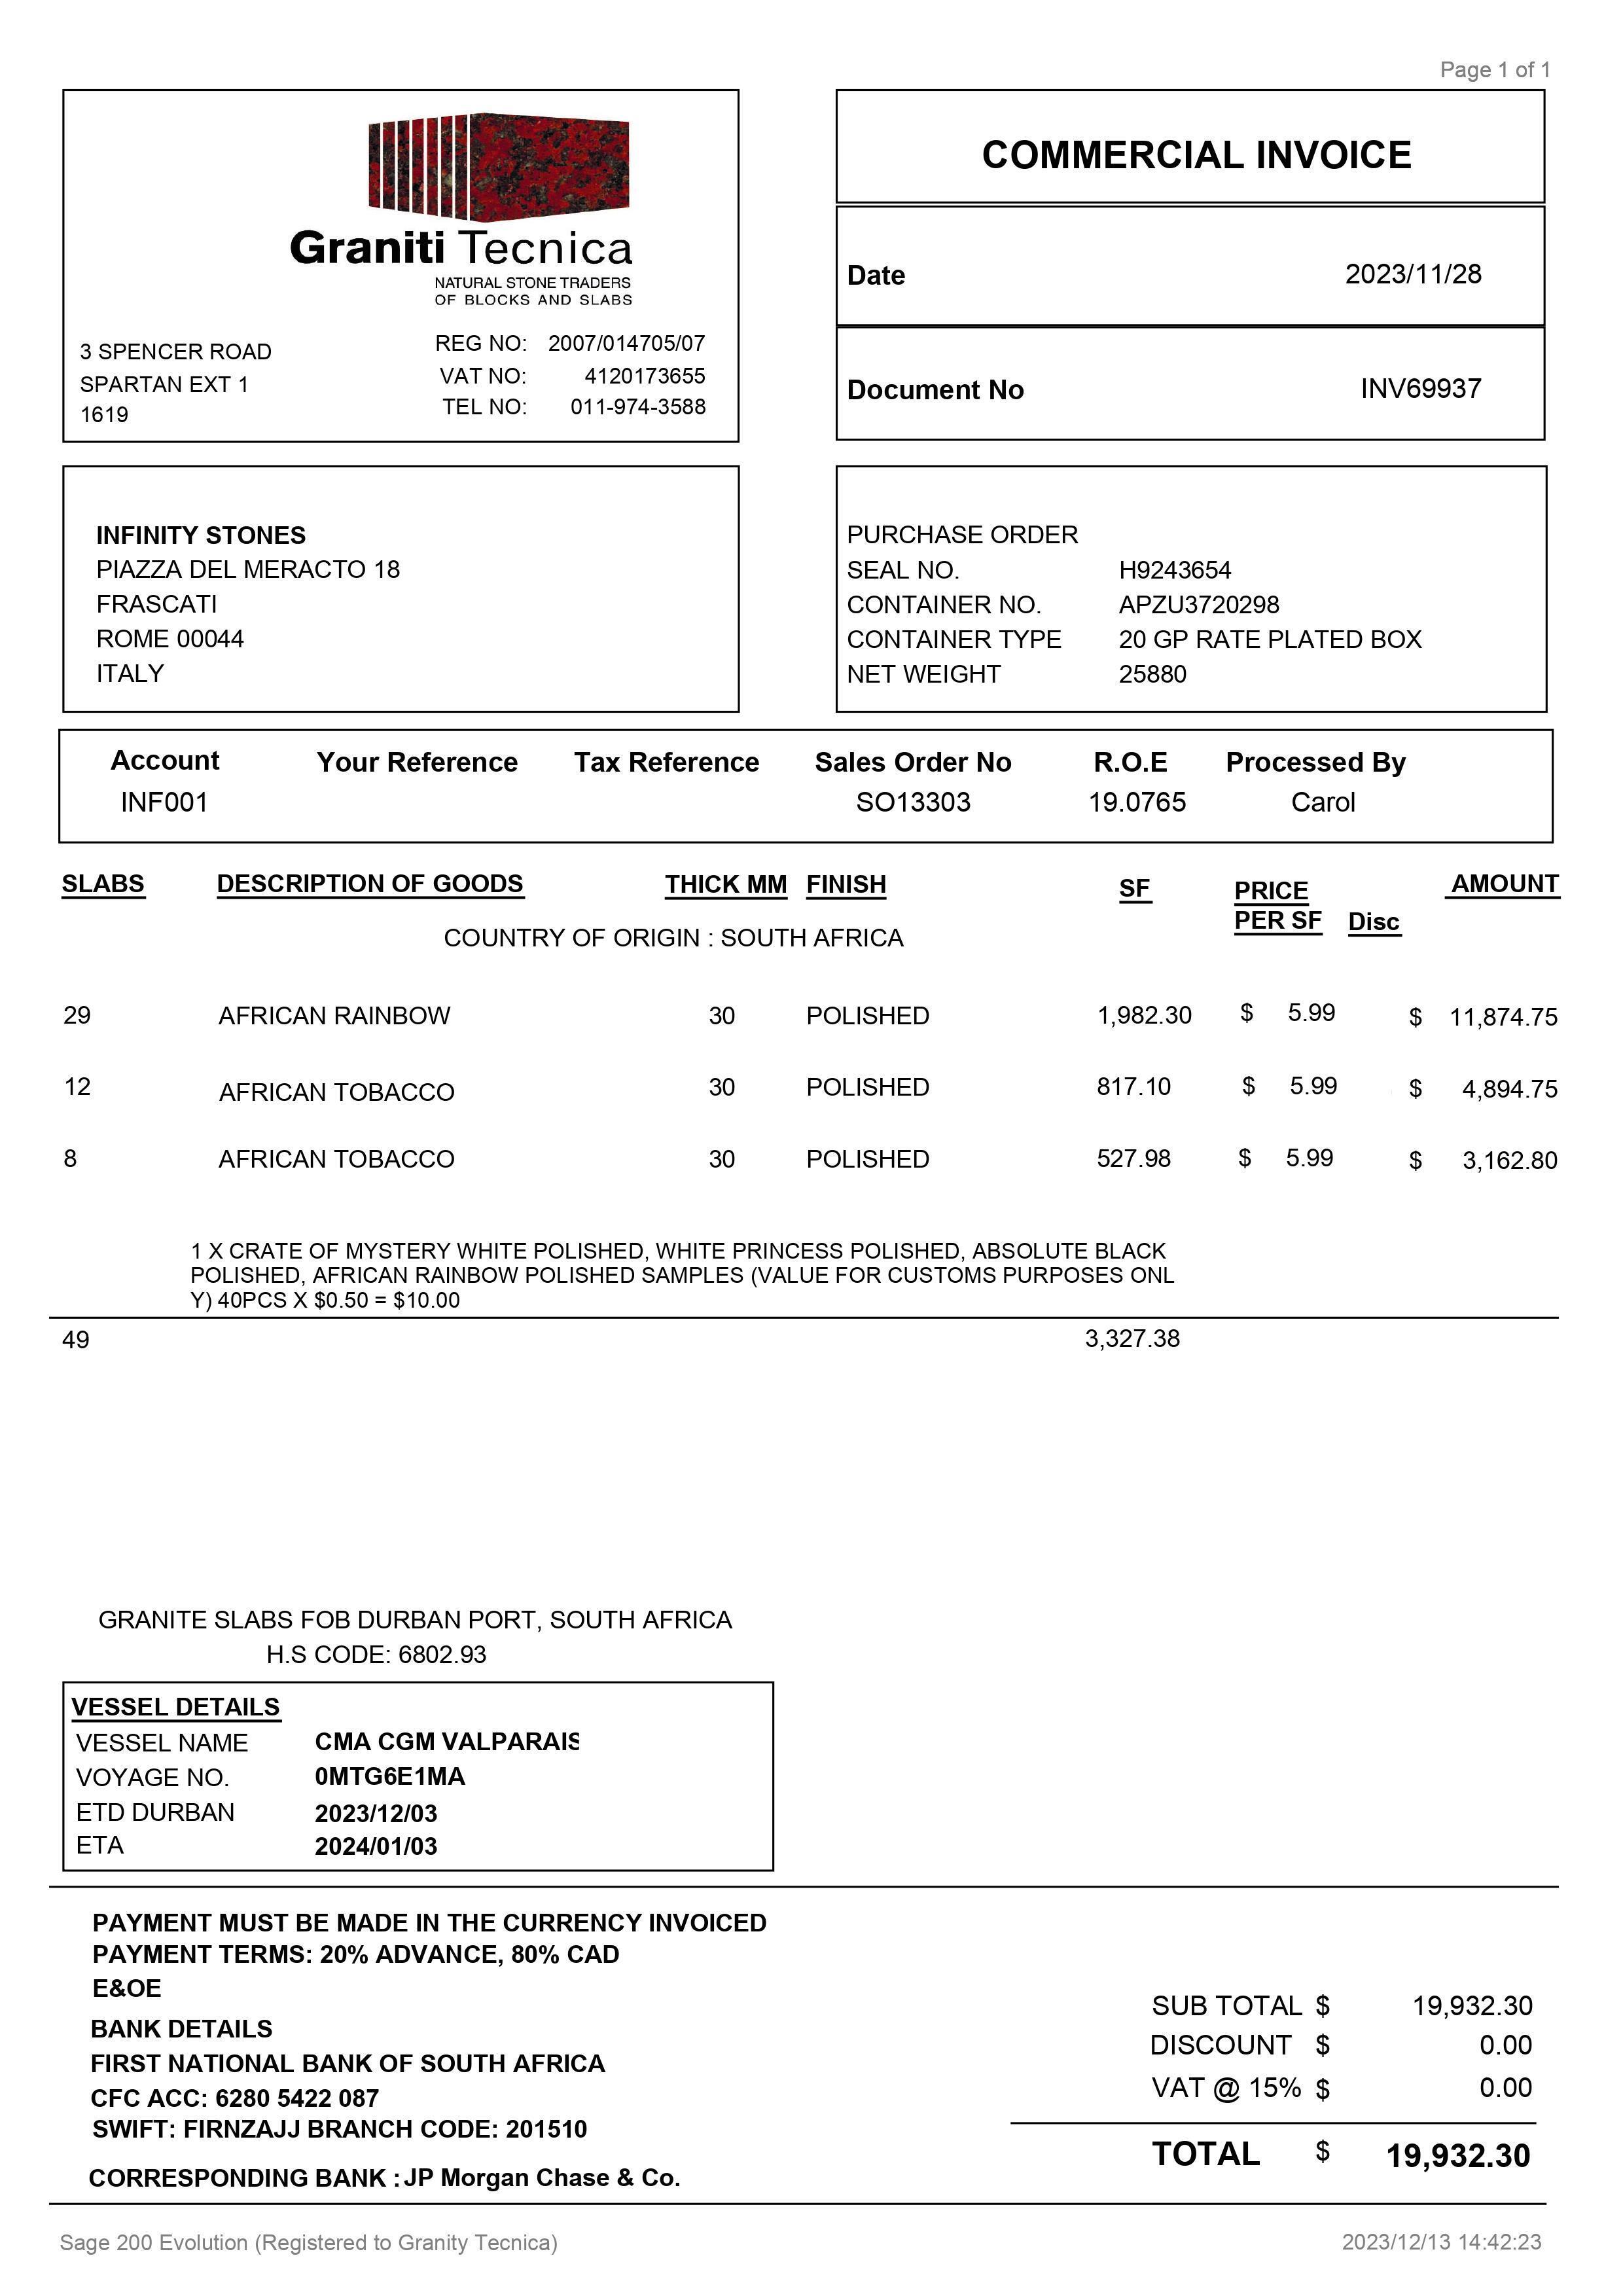 Page 1 of 1
Graniti Tecnica
NATURAL STONE TRADERS
OF BLOCKS AND SLABS
3 SPENCER ROAD
SPARTAN EXT 1
1619
REG NO: 2007/014705/07
VAT NO: 4120173655
TEL NO: 011-974-3588
COMMERCIAL INVOICE
Date 2023/11/28
Document No INV69937
INFINITY STONES
PIAZZA DEL MERACTO 18
FRASCATI
ROME 00044
ITALY
PURCHASE ORDER
SEAL NO. H9243654
CONTAINER NO. APZU3720298
CONTAINER TYPE 20 GP RATE PLATED BOX
NET WEIGHT 25880
Account Your Reference Tax Reference Sales Order No R.O.E Processed By
INF001 SO13303 19.0765 Carol
SLABS DESCRIPTION OF GOODS THICK MM FINISH SF PRICE PER SF Disc AMOUNT
COUNTRY OF ORIGIN : SOUTH AFRICA
29 AFRICAN RAINBOW 30 POLISHED 1,982.30 $ 5.99 $ 11,874.75
12 AFRICAN TOBACCO 30 POLISHED 817.10 $ 5.99 $ 4,894.75
8 AFRICAN TOBACCO 30 POLISHED 527.98 $ 5.99 $ 3,162.80
1 X CRATE OF MYSTERY WHITE POLISHED, WHITE PRINCESS POLISHED, ABSOLUTE BLACK
POLISHED, AFRICAN RAINBOW POLISHED SAMPLES (VALUE FOR CUSTOMS PURPOSES ONL
Y) 40PCS X $0.50 = $10.00
49 3,327.38
GRANITE SLABS FOB DURBAN PORT, SOUTH AFRICA
H.S CODE: 6802.93
VESSEL DETAILS
VESSEL NAME CMA CGM VALPARAIS
VOYAGE NO. 0MTG6E1MA
ETD DURBAN 2023/12/03
ETA 2024/01/03
PAYMENT MUST BE MADE IN THE CURRENCY INVOICED
PAYMENT TERMS: 20% ADVANCE, 80% CAD
E&OE
BANK DETAILS
FIRST NATIONAL BANK OF SOUTH AFRICA
CFC ACC: 6280 5422 087
SWIFT: FIRNZAJJ BRANCH CODE: 201510
CORRESPONDING BANK : JP Morgan Chase & Co.
SUB TOTAL $ 19,932.30
DISCOUNT $ 0.00
VAT @ 15% $ 0.00
TOTAL $ 19,932.30
Sage 200 Evolution (Registered to Granity Tecnica)
2023/12/13 14:42:23